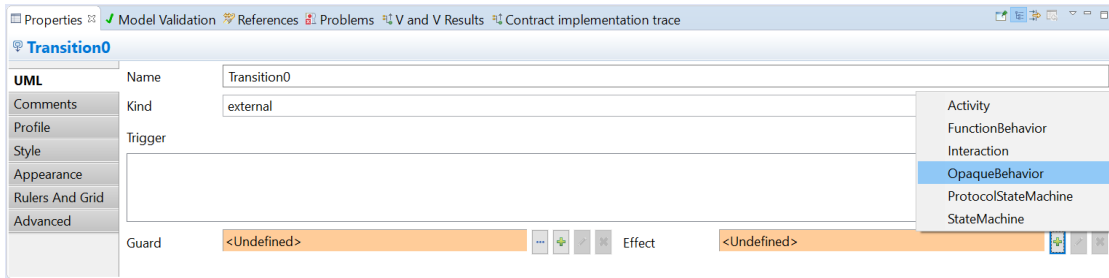 Properties Model Validation References Problems V and V Results Contract implementation trace
Transition0
UML
Comments
Profile
Style
Appearance
Rulers And Grid
Advanced
Name Transition0
Kind external
Trigger
Guard <Undefined> Effect <Undefined>
Activity
FunctionBehavior
Interaction
OpaqueBehavior
ProtocolStateMachine
StateMachine